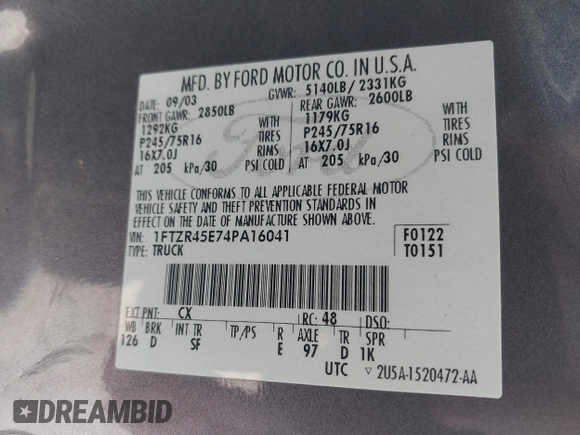 MFD. BY FORD MOTOR CO. IN U.S.A.
DATE: 09/03 GVWR: 5140LB/ 2331KG
FRONT GAWR: 2850LB REAR GAWR: 2600LB
1292KG WITH 1179KG WITH
P245/75R16 TIRES P245/75R16 TIRES
16X7.0J RIMS 16X7.0J RIMS
AT 205 kPa/30 PSI COLD AT 205 kPa/30 PSI COLD
THIS VEHICLE CONFORMS TO ALL APPLICABLE FEDERAL MOTOR
VEHICLE SAFETY AND THEFT PREVENTION STANDARDS IN
EFFECT ON THE DATE OF MANUFACTURE SHOWN ABOVE.
VIN: 1FTZR45E74PA16041 F0122
TYPE: TRUCK T0151
EXT PNT: CX RC: 48 DSO:
WB BRK INT TR TP/PS R AXLE TR SPR
126 D SF E 97 D 1K
UTC ▽ 2U5A-1520472-AA
Ford
DREAMBID